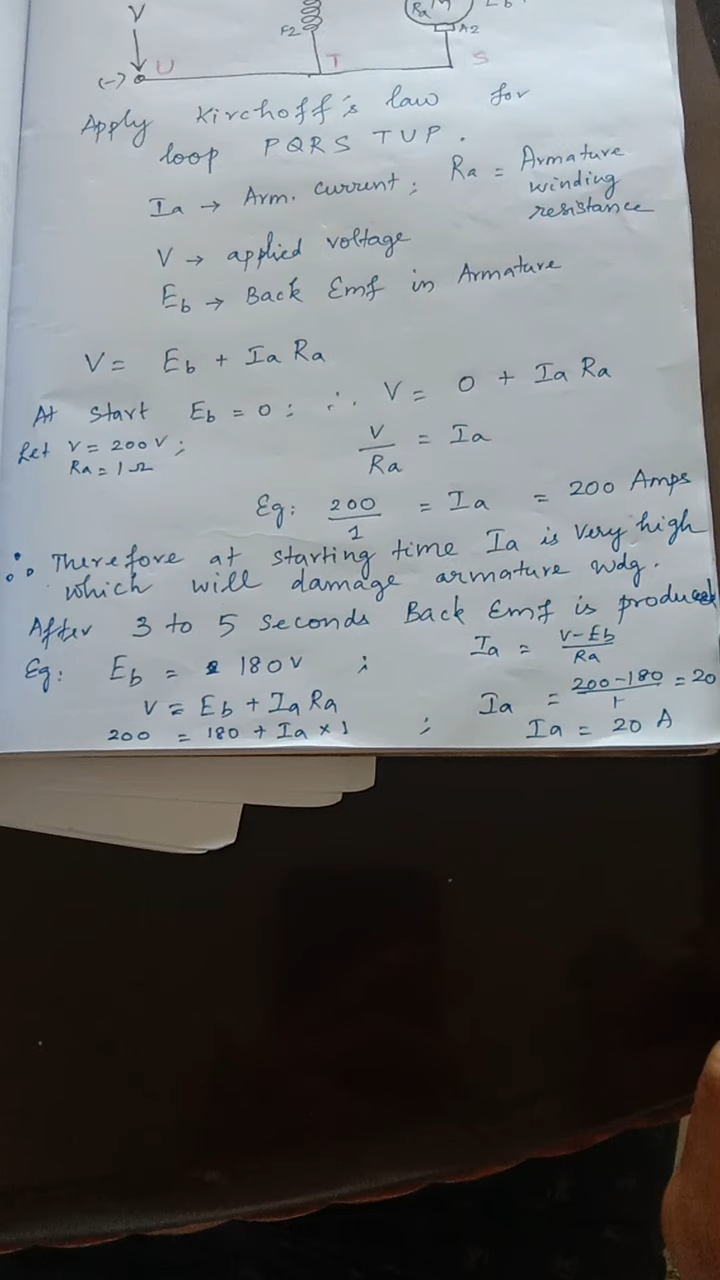 V
F2
Ra
A2
(-)
U
T
S
Apply Kirchoff's law for
loop PQRS TUP.
Ia → Arm. Current; Ra = Armature
winding
resistance
V → applied voltage
Eb → Back Emf in Armature
V = Eb + Ia Ra
At Start Eb = 0 : ∴ V = 0 + Ia Ra
Let V = 200 V ;
Ra = 1 Ω
V/Ra = Ia
Eg: 200/1 = Ia = 200 Amps
∴ Therefore at starting time Ia is very high
which will damage armature wdg.
After 3 to 5 Seconds Back Emf is produced
Eg: Eb = 180 V ; Ia = V-Eb/Ra
V = Eb + Ia Ra
Ia = 200-180/1 = 20
200 = 180 + Ia × 1 ; Ia = 20 A